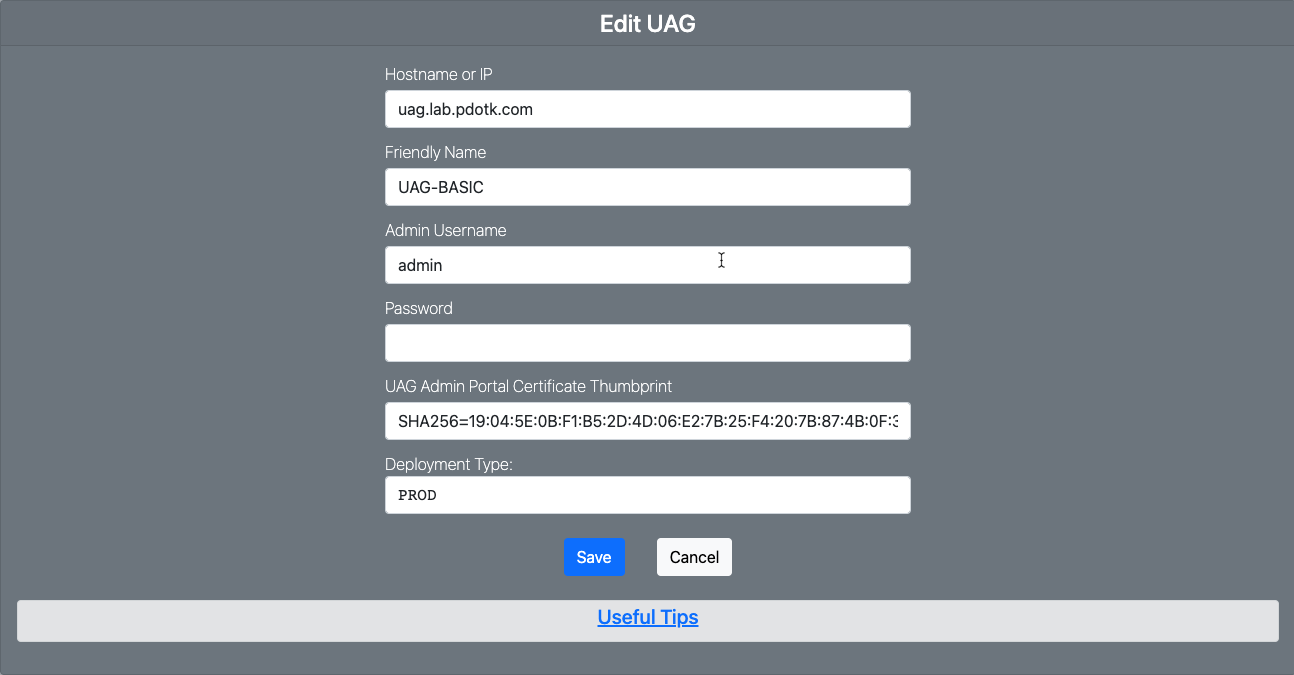 Edit UAG
Hostname or IP
uag.lab.pdotk.com
Friendly Name
UAG-BASIC
Admin Username
admin
Password
UAG Admin Portal Certificate Thumbprint
SHA256=19:04:5E:0B:F1:B5:2D:4D:06:E2:7B:25:F4:20:7B:87:4B:0F:3
Deployment Type:
PROD
Save
Cancel
Useful Tips